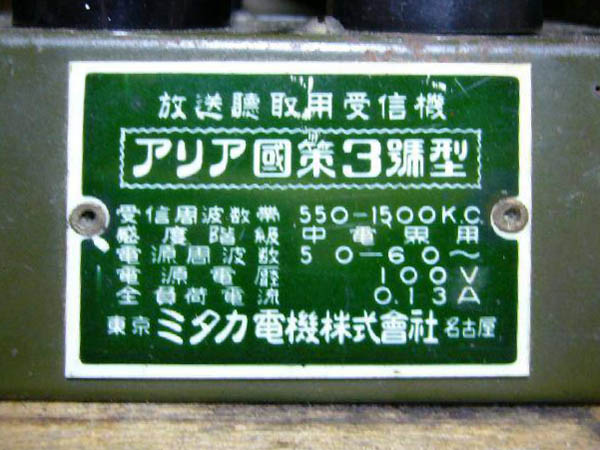 放送聽取用受信機
アリア國策3號型
受信周波数帶 550-1500K.C.
感度階級 中電界用
電源周波数 50-60～
電源電壓 100V
全負荷電流 0.13A
東京 ミタカ電機株式會社 名古屋